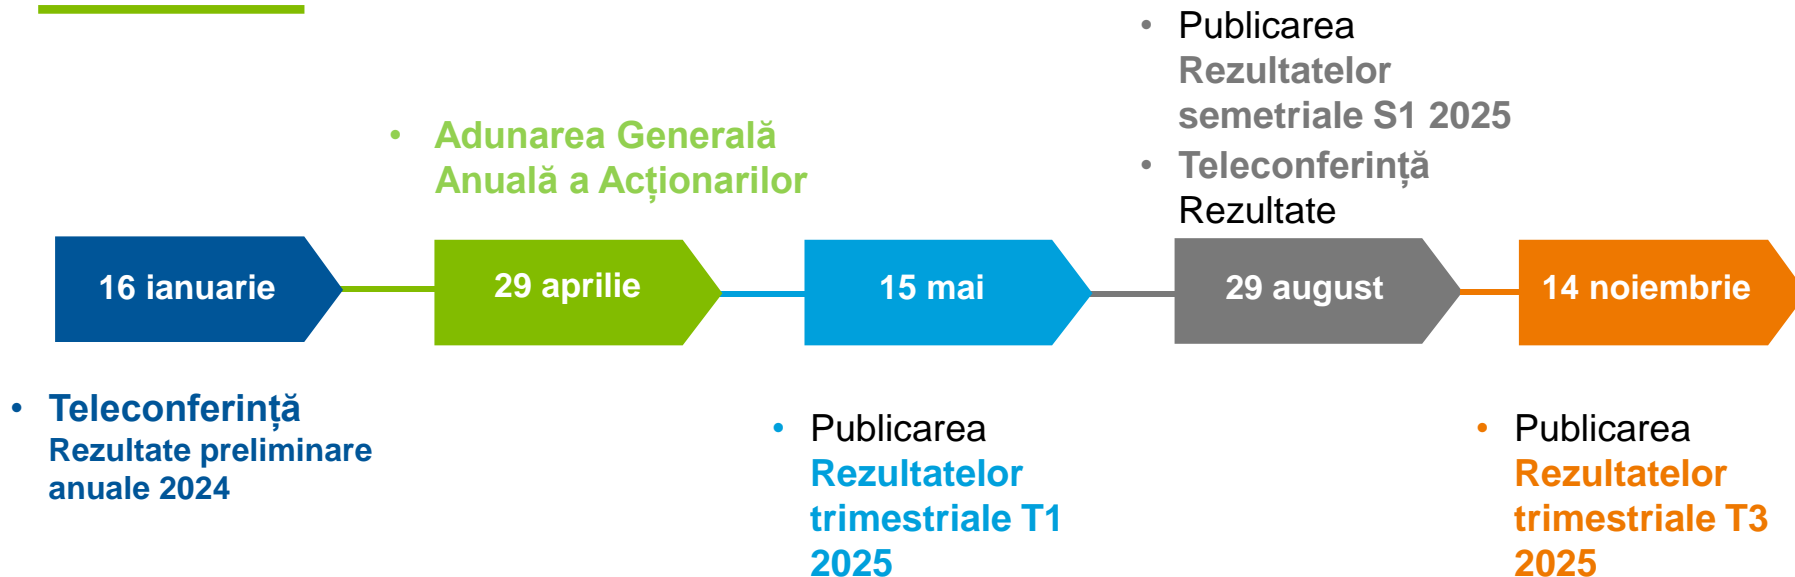 • Publicarea
Rezultatelor
semetriale S1 2025
• Teleconferință
Rezultate
• Adunarea Generală
Anuală a Acționarilor
16 ianuarie
29 aprilie
15 mai
29 august
14 noiembrie
• Teleconferință
Rezultate preliminare
anuale 2024
• Publicarea
Rezultatelor
trimestriale T1
2025
• Publicarea
Rezultatelor
trimestriale T3
2025